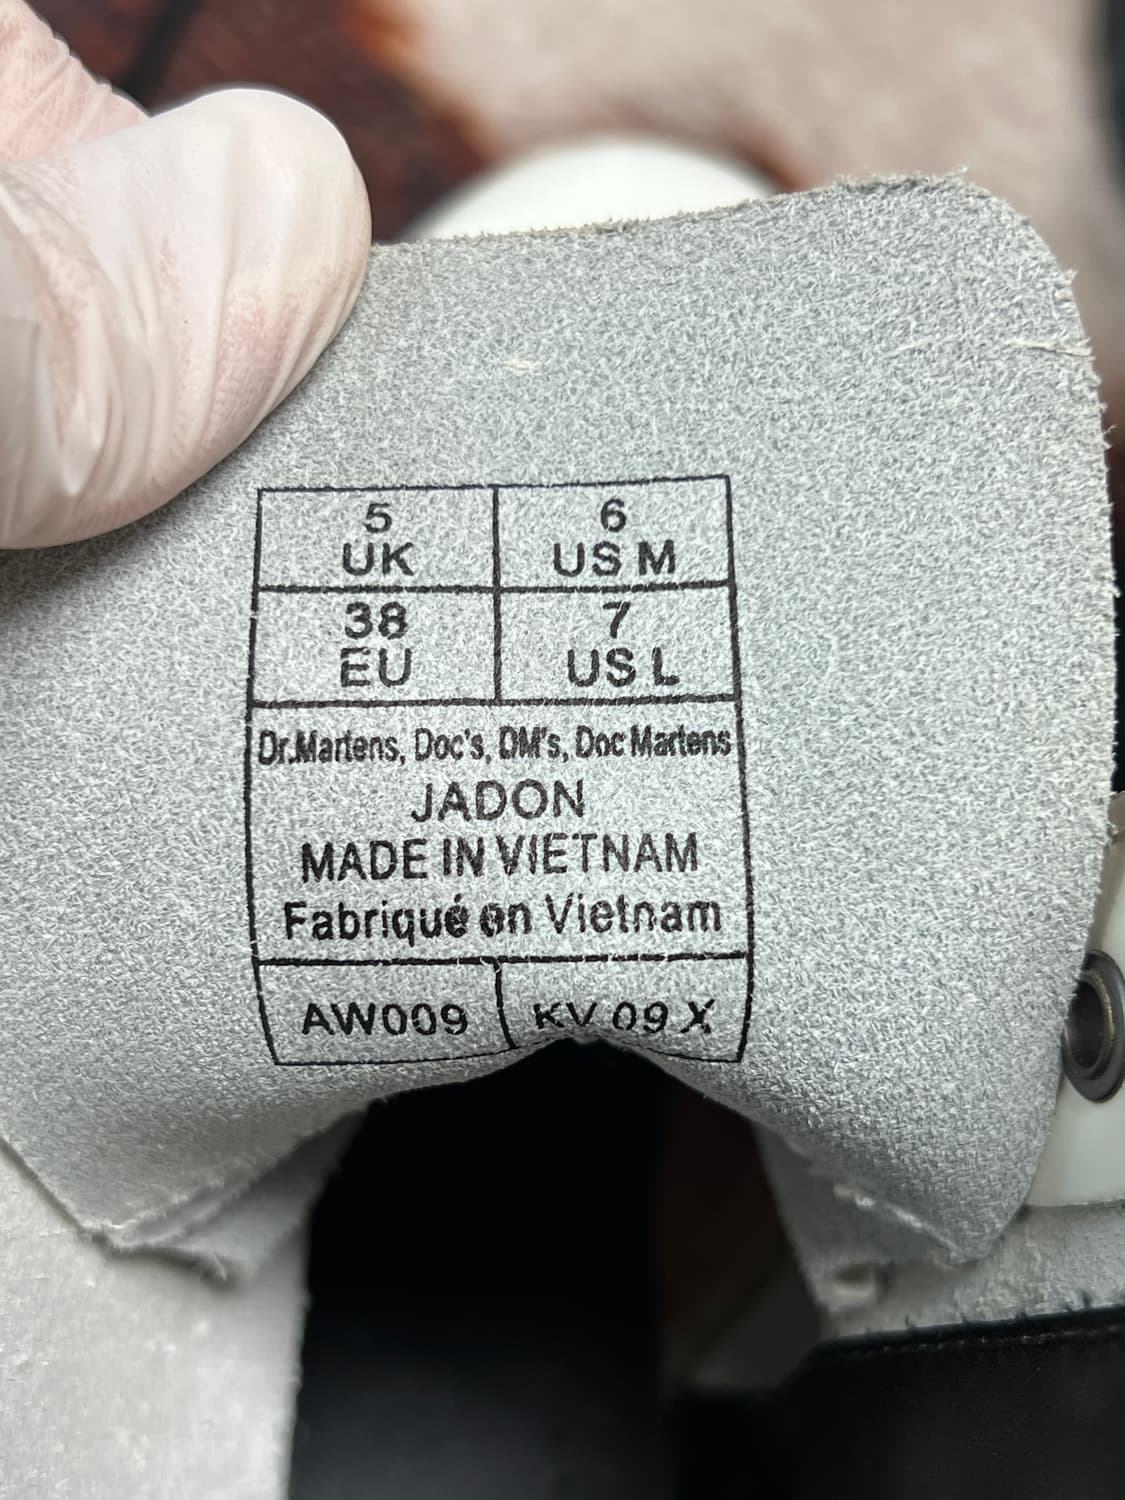 5 6
UK US M
38 7
EU US L
Dr.Martens, Doc's, DM's, Doc Martens
JADON
MADE IN VIETNAM
Fabriqué en Vietnam
AW009 KV 09 X